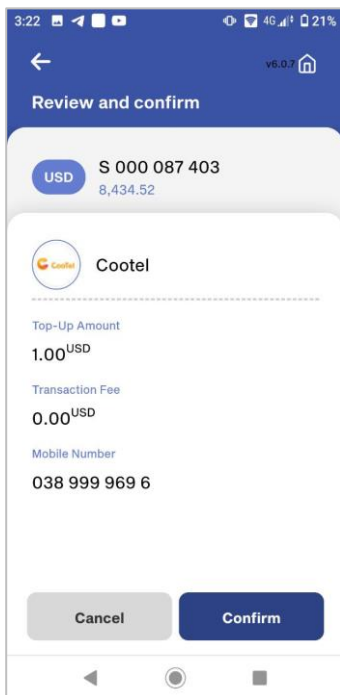 3:22 4G 21%
v6.0.7
Review and confirm
USD S 000 087 403
8,434.52
Cootel Cootel
Top-Up Amount
1.00USD
Transaction Fee
0.00USD
Mobile Number
038 999 969 6
Cancel Confirm